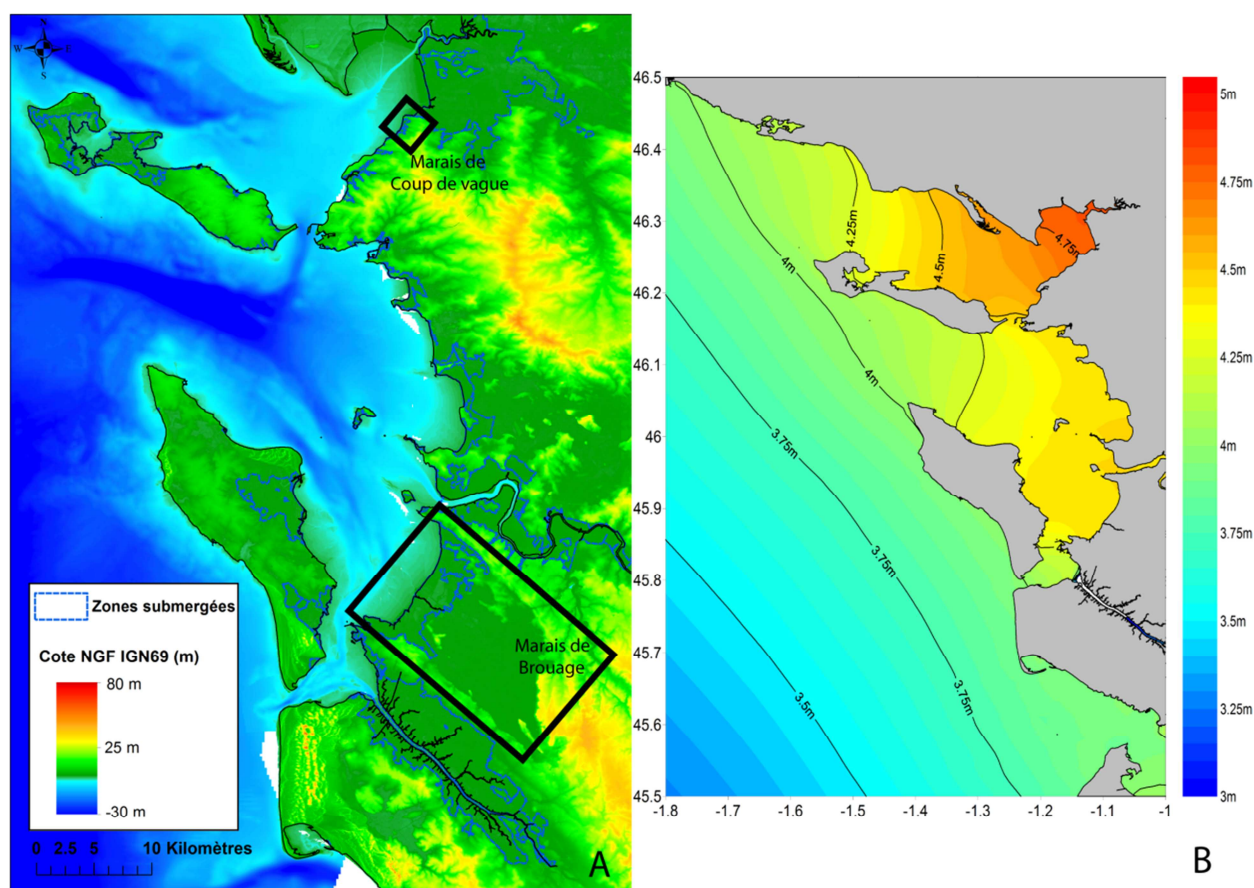 N
W
E
S
Marais de
Coup de vague
Marais de
Brouage
Zones submergées
Cote NGF IGN69 (m)
80 m
25 m
-30 m
0 2.5 5 10 Kilomètres
A
46.5
46.4
46.3
46.2
46.1
46
45.9
45.8
45.7
45.6
45.5
-1.8
-1.7
-1.6
-1.5
-1.4
-1.3
-1.2
-1.1
-1
4.25m
4.5m
4.75m
4m
4m
3.75m
3.75m
3.75m
3.5m
4
5m
4.75m
4.5m
4.25m
4m
3.75m
3.5m
3.25m
3m
B